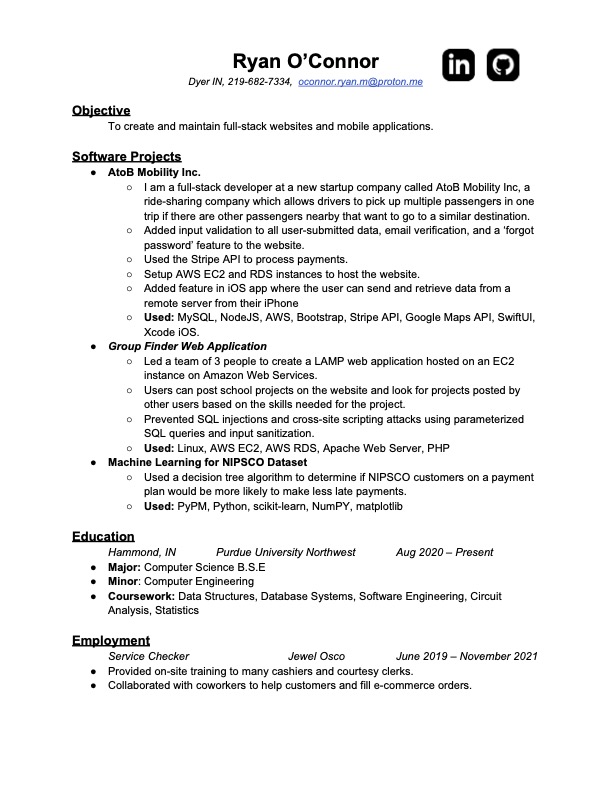 Ryan O’Connor
in
Dyer IN, 219-682-7334, oconnor.ryan.m@proton.me
Objective
To create and maintain full-stack websites and mobile applications.
Software Projects
● AtoB Mobility Inc.
○ I am a full-stack developer at a new startup company called AtoB Mobility Inc, a
ride-sharing company which allows drivers to pick up multiple passengers in one
trip if there are other passengers nearby that want to go to a similar destination.
○ Added input validation to all user-submitted data, email verification, and a ‘forgot
password’ feature to the website.
○ Used the Stripe API to process payments.
○ Setup AWS EC2 and RDS instances to host the website.
○ Added feature in iOS app where the user can send and retrieve data from a
remote server from their iPhone
○ Used: MySQL, NodeJS, AWS, Bootstrap, Stripe API, Google Maps API, SwiftUI,
Xcode iOS.
● Group Finder Web Application
○ Led a team of 3 people to create a LAMP web application hosted on an EC2
instance on Amazon Web Services.
○ Users can post school projects on the website and look for projects posted by
other users based on the skills needed for the project.
○ Prevented SQL injections and cross-site scripting attacks using parameterized
SQL queries and input sanitization.
○ Used: Linux, AWS EC2, AWS RDS, Apache Web Server, PHP
● Machine Learning for NIPSCO Dataset
○ Used a decision tree algorithm to determine if NIPSCO customers on a payment
plan would be more likely to make less late payments.
○ Used: PyPM, Python, scikit-learn, NumPY, matplotlib
Education
Hammond, IN Purdue University Northwest Aug 2020 – Present
● Major: Computer Science B.S.E
● Minor: Computer Engineering
● Coursework: Data Structures, Database Systems, Software Engineering, Circuit
Analysis, Statistics
Employment
Service Checker Jewel Osco June 2019 – November 2021
● Provided on-site training to many cashiers and courtesy clerks.
● Collaborated with coworkers to help customers and fill e-commerce orders.